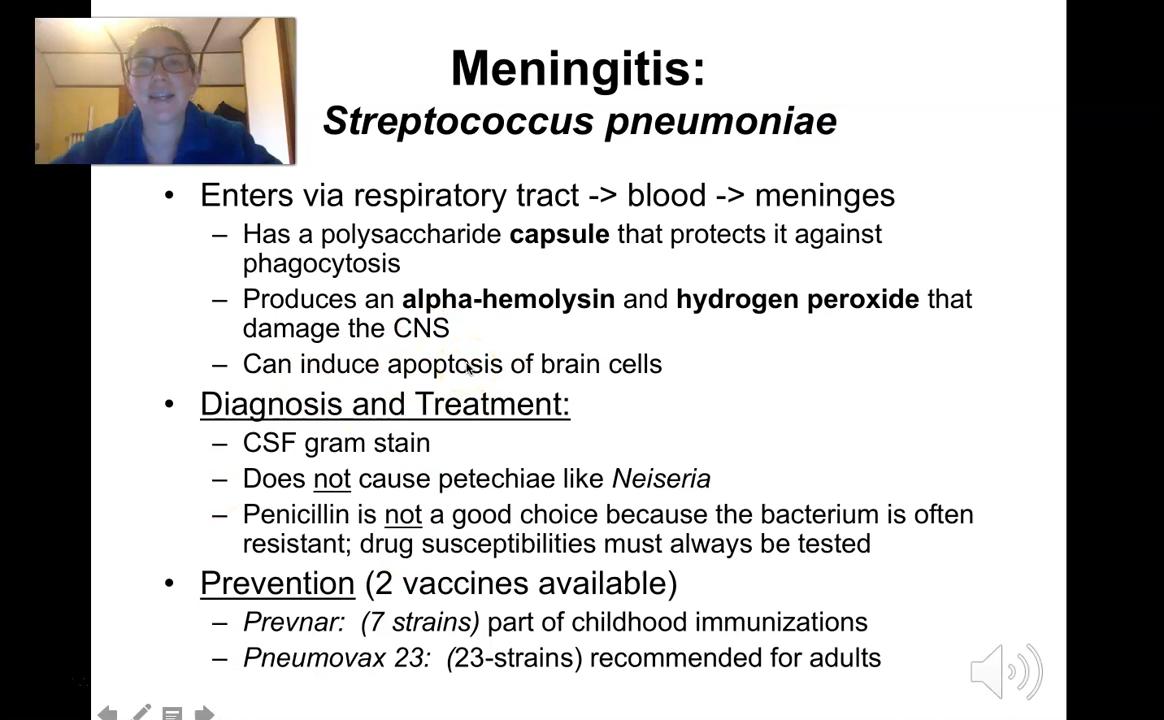 Meningitis:
Streptococcus pneumoniae
• Enters via respiratory tract -> blood -> meninges
– Has a polysaccharide capsule that protects it against
phagocytosis
– Produces an alpha-hemolysin and hydrogen peroxide that
damage the CNS
– Can induce apoptosis of brain cells
• Diagnosis and Treatment:
– CSF gram stain
– Does not cause petechiae like Neiseria
– Penicillin is not a good choice because the bacterium is often
resistant; drug susceptibilities must always be tested
• Prevention (2 vaccines available)
– Prevnar: (7 strains) part of childhood immunizations
– Pneumovax 23: (23-strains) recommended for adults